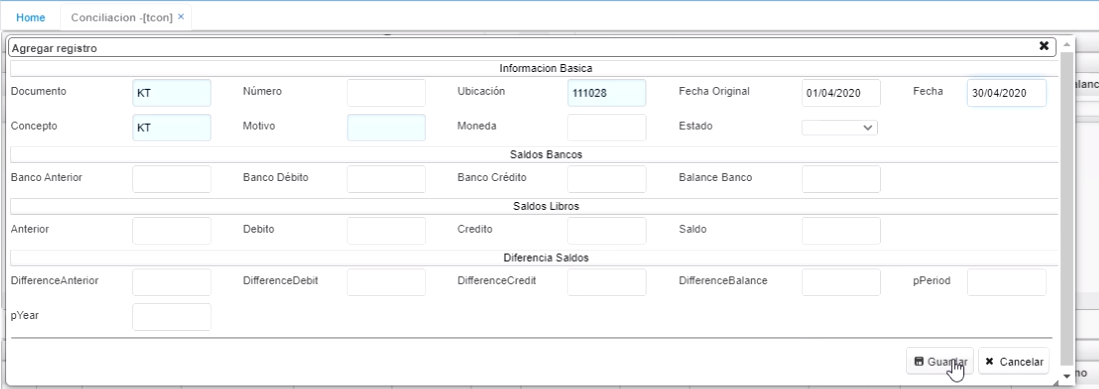 Home Conciliacion -[tcon] ×
Agregar registro ✖
Informacion Basica
Documento KT Número Ubicación 111028 Fecha Original 01/04/2020 Fecha 30/04/2020
Concepto KT Motivo Moneda Estado
Saldos Bancos
Banco Anterior Banco Débito Banco Crédito Balance Banco
Saldos Libros
Anterior Debito Credito Saldo
Diferencia Saldos
DifferenceAnterior DifferenceDebit DifferenceCredit DifferenceBalance pPeriod
pYear
Guardar ✖ Cancelar